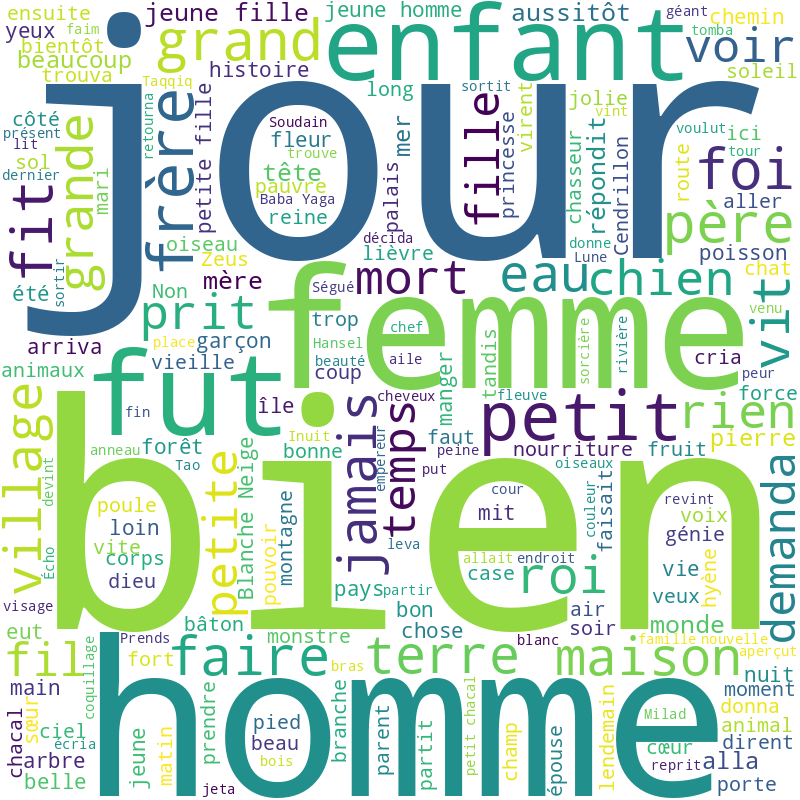 ensuite
jeune fille
jeune homme
aussitôt
géant
chemin
yeux
faim
grand
enfant
tomba
voir
bientôt
beaucoup
trouva
Taqqiq
histoire
soleil
jour
côté
présent
lit
sol
dernier
grande
mari
retourna
frère
petite fille
Soudain
fleur
trouve
tête
pauvre
Baba Yaga
reine
long
mer
palais
sortit
fille
princesse
virent
jolie
vint
chasseur
répondit
Cendrillon
voulut
ici
tour
route
foi
aller
père
poisson
chat
fit
été
sortir
oiseau
Zeus
mère
décida
lièvre
donne
Lune
Non
Ségué
mort
eau
chien
vit
venu
prit
femme
arriva
place
garçon
trop
chef
cria
peur
animaux
vieille
Hansel
beauté
aile
coup
manger
tandis
sorcière
rivière
force
fut
île
cheveux
fleuve
petit
rien
village
fin
anneau
forêt
Tao
bonne
Inuit
jamais
empereur
temps
faut
peine
put
nourriture
oiseaux
fruit
pierre
devint
Écho
poule
loin
vite
corps
dieu
petite
Blanche Neige
pouvoir
montagne
bien
leva
cour
mit
couleur
faisait
revint
voix
génie
demanda
allait
endroit
case
roi
vie
veux
hyène
visage
pays
partir
bon
chose
air
soir
monde
eut
bâton
Prends
monstre
blanc
famille
nouvelle
aperçut
fil
coquillage
fort
faire
bras
terre
maison
nuit
main
moment
chacal
sœur
ciel
écria
arbre
belle
homme
jeune
matin
prendre
pied
beau
bois
branche
parent
partit
petit chacal
champ
épouse
lendemain
Milad
cœur
reprit
donna
animal
dirent
alla
jeta
porte